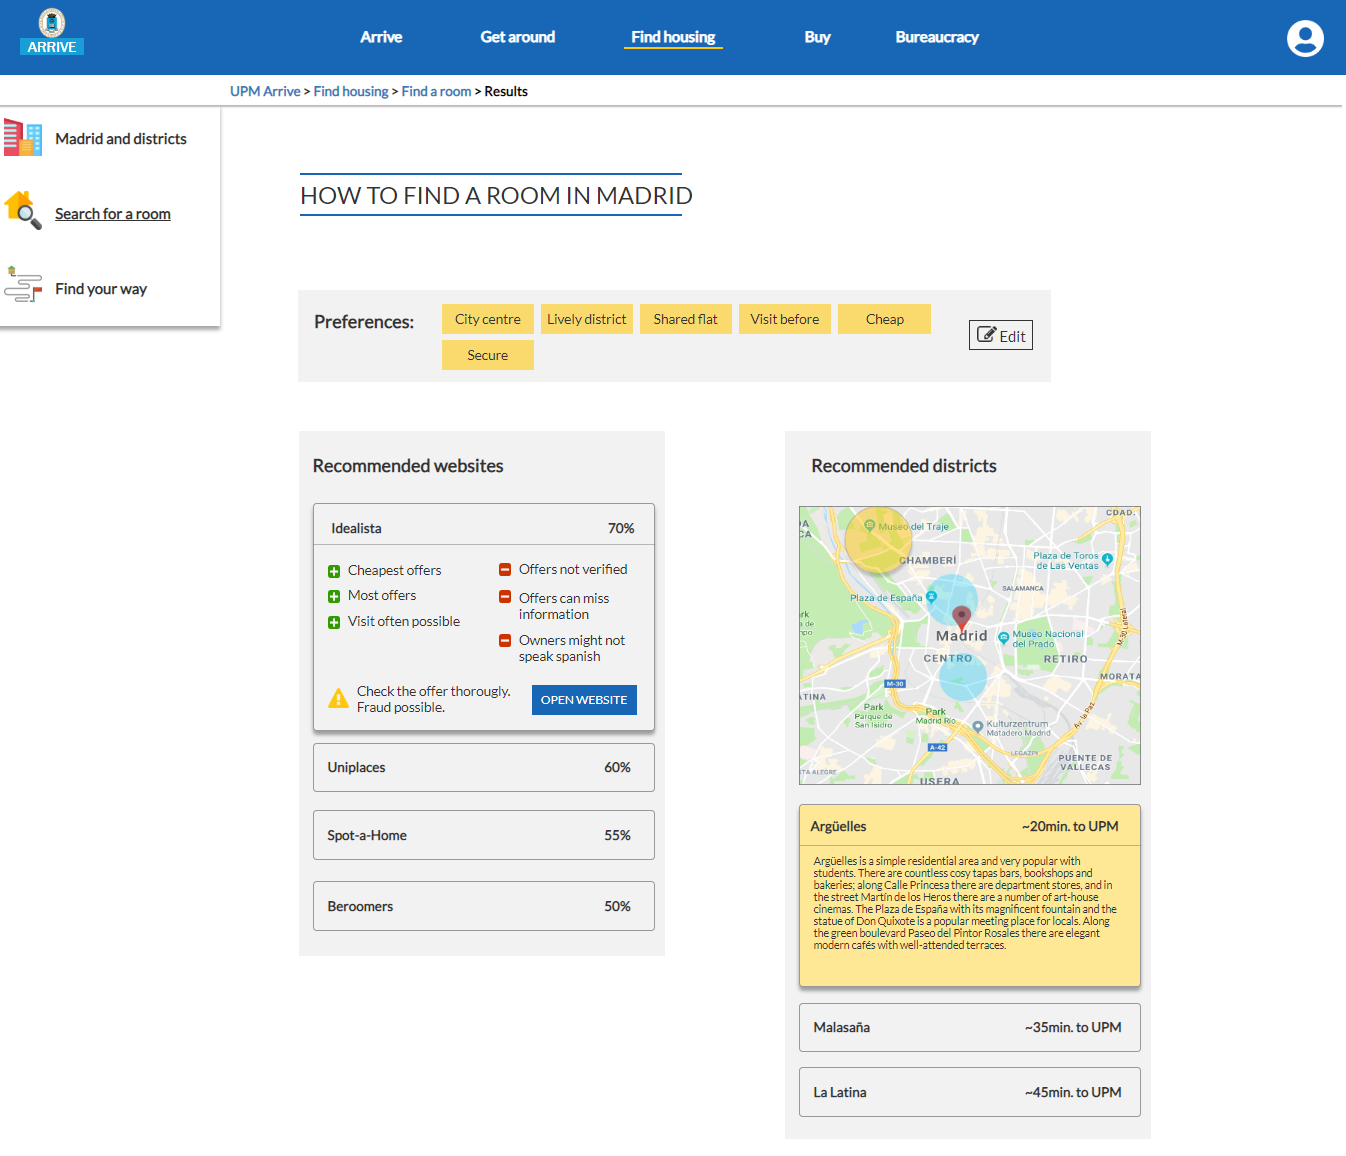 ARRIVE
Arrive
Get around
Find housing
Buy
Bureaucracy
UPM Arrive > Find housing > Find a room > Results
Madrid and districts
Search for a room
Find your way
HOW TO FIND A ROOM IN MADRID
Preferences:
City centre
Lively district
Shared flat
Visit before
Cheap
Secure
Edit
Recommended websites
Idealista 70%
Cheapest offers
Most offers
Visit often possible
Offers not verified
Offers can miss
information
Owners might not
speak spanish
Check the offer thorougly.
Fraud possible.
OPEN WEBSITE
Uniplaces 60%
Spot-a-Home 55%
Beroomers 50%
Recommended districts
CDAD.
Museo del Traje
CHAMBERÍ
Plaza de Toros
de Las Ventas
SALAMANCA
Plaza de España
M-30 Lateral
Madrid
Museo Nacional
del Prado
CENTRO
RETIRO
M-30
MORATA
ATINA
Park
Parque de
San Isidro
Park
Madrid Río
Av. la Paz
Kulturzentrum
Matadero Madrid
A-42
LEGAZPI
PUENTE DE
VALLECAS
STA ALEGRE
USERA
Argüelles ~20min. to UPM
Argüelles is a simple residential area and very popular with
students. There are countless cosy tapas bars, bookshops and
bakeries; along Calle Princesa there are department stores, and in
the street Martín de los Heros there are a number of art-house
cinemas. The Plaza de España with its magnificent fountain and the
statue of Don Quixote is a popular meeting place for locals. Along
the green boulevard Paseo del Pintor Rosales there are elegant
modern cafés with well-attended terraces.
Malasaña ~35min. to UPM
La Latina ~45min. to UPM